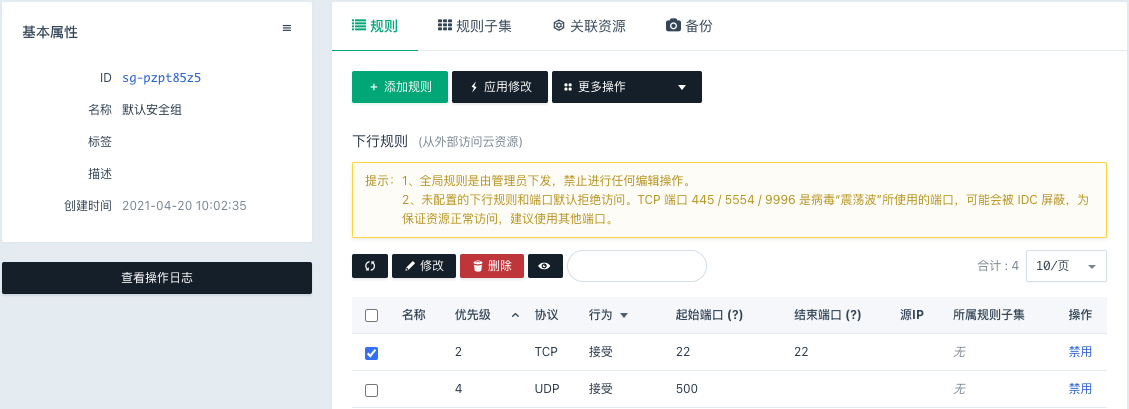 基本属性
ID sg-pzpt85z5
名称 默认安全组
标签
描述
创建时间 2021-04-20 10:02:35
查看操作日志
规则 规则子集 关联资源 备份
+ 添加规则 应用修改 更多操作
下行规则 (从外部访问云资源)
提示: 1、全局规则是由管理员下发，禁止进行任何编辑操作。
2、未配置的下行规则和端口默认拒绝访问。TCP 端口 445 / 5554 / 9996 是病毒“震荡波”所使用的端口，可能会被 IDC 屏蔽，为
保证资源正常访问，建议使用其他端口。
修改 删除 合计 : 4 10/页
名称 优先级 协议 行为 起始端口 (?) 结束端口 (?) 源IP 所属规则子集 操作
2 TCP 接受 22 22 无 禁用
4 UDP 接受 500 无 禁用